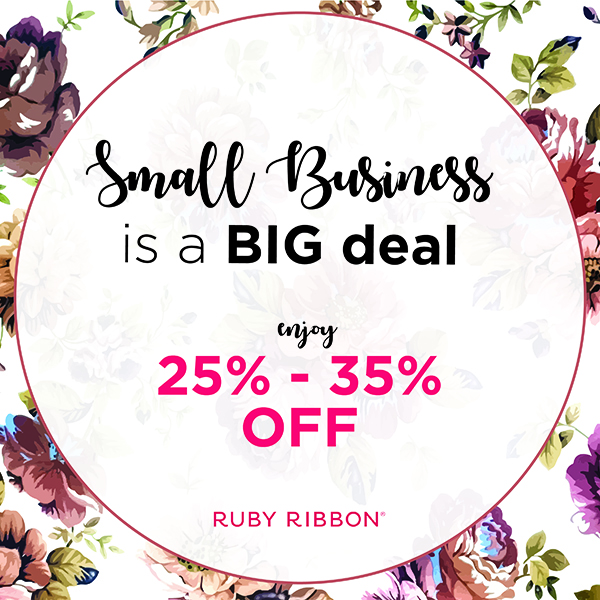 Small Business
is a BIG deal
enjoy
25% - 35%
OFF
RUBY RIBBON®